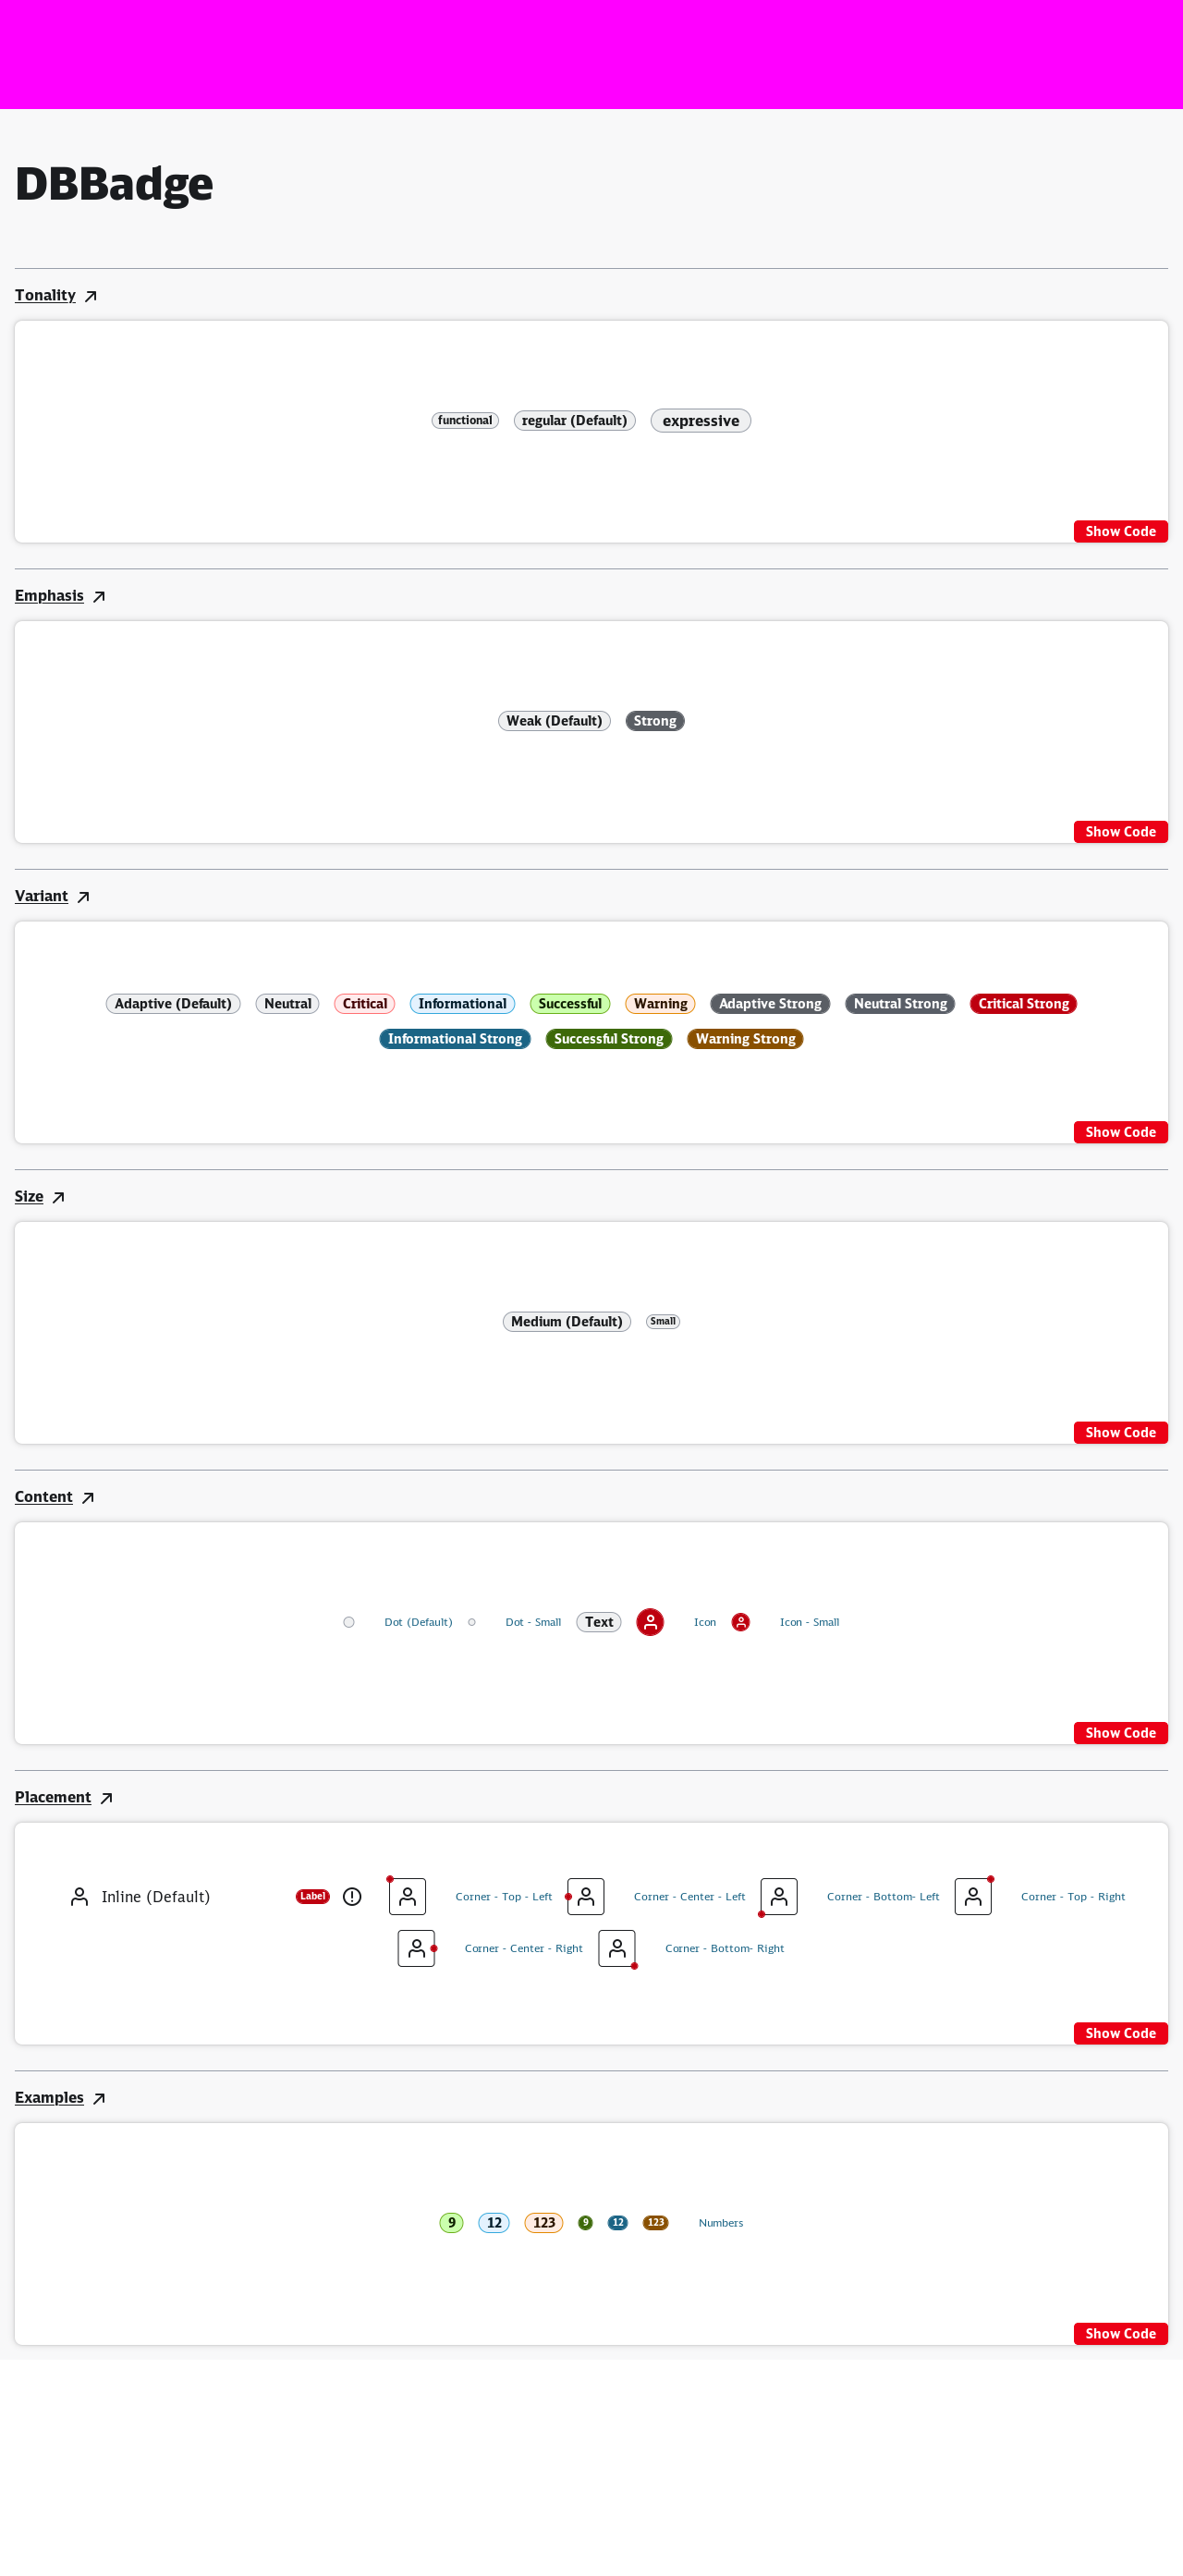 DBBadge
Tonality
functional regular (Default) expressive
Show Code
Emphasis
Weak (Default) Strong
Show Code
Variant
Adaptive (Default) Neutral Critical Informational Successful Warning Adaptive Strong Neutral Strong Critical Strong
Informational Strong Successful Strong Warning Strong
Show Code
Size
Medium (Default) Small
Show Code
Content
Dot (Default) Dot - Small Text Icon Icon - Small
Show Code
Placement
Inline (Default) Label Corner - Top - Left Corner - Center - Left Corner - Bottom- Left Corner - Top - Right
Corner - Center - Right Corner - Bottom- Right
Show Code
Examples
9 12 123 9 12 123 Numbers
Show Code